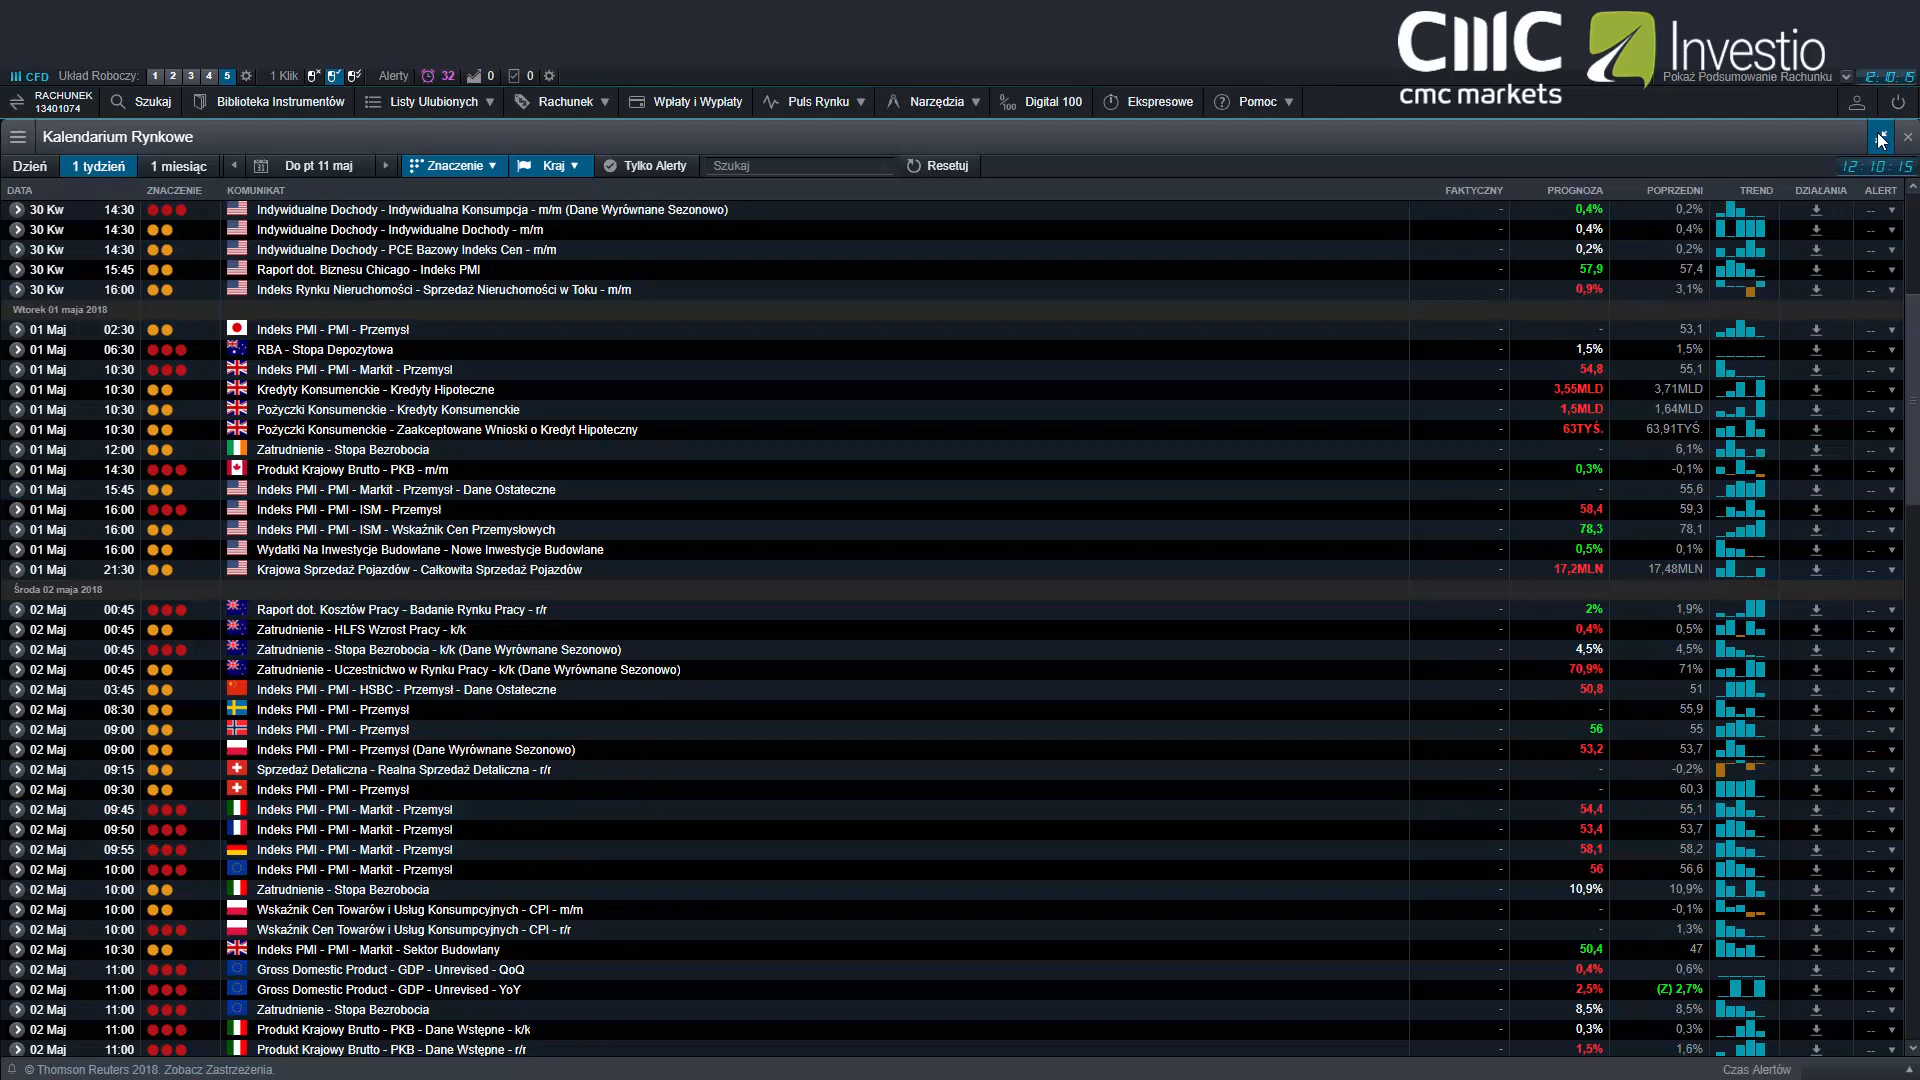 CMC Investio
cmc markets
CFD Układ Roboczy: 1 2 3 4 5 1 Klik Alerty 32 0 0 Pokaż Podsumowanie Rachunku 12:10:15
RACHUNEK 13401074 Szukaj Biblioteka Instrumentów Listy Ulubionych Rachunek Wpłaty i Wypłaty Puls Rynku Narzędzia Digital 100 Ekspresowe Pomoc
Kalendarium Rynkowe
Dzień 1 tydzień 1 miesiąc Do pt 11 maj Znaczenie Kraj Tylko Alerty Szukaj Resetuj 12:10:15
DATA ZNACZENIE KOMUNIKAT FAKTYCZNY PROGNOZA POPRZEDNI TREND DZIAŁANIA ALERT
30 Kw 14:30 Indywidualne Dochody - Indywidualna Konsumpcja - m/m (Dane Wyrównane Sezonowo) - 0,4% 0,2% --
30 Kw 14:30 Indywidualne Dochody - Indywidualne Dochody - m/m - 0,4% 0,4% --
30 Kw 14:30 Indywidualne Dochody - PCE Bazowy Indeks Cen - m/m - 0,2% 0,2% --
30 Kw 15:45 Raport dot. Biznesu Chicago - Indeks PMI - 57,9 57,4 --
30 Kw 16:00 Indeks Rynku Nieruchomości - Sprzedaż Nieruchomości w Toku - m/m - 0,9% 3,1% --
Wtorek 01 maja 2018
01 Maj 02:30 Indeks PMI - PMI - Przemysł - - 53,1 --
01 Maj 06:30 RBA - Stopa Depozytowa - 1,5% 1,5% --
01 Maj 10:30 Indeks PMI - PMI - Markit - Przemysł - 54,8 55,1 --
01 Maj 10:30 Kredyty Konsumenckie - Kredyty Hipoteczne - 3,55MLD 3,71MLD --
01 Maj 10:30 Pożyczki Konsumenckie - Kredyty Konsumenckie - 1,5MLD 1,64MLD --
01 Maj 10:30 Pożyczki Konsumenckie - Zaakceptowane Wnioski o Kredyt Hipoteczny - 63TYŚ. 63,91TYŚ. --
01 Maj 12:00 Zatrudnienie - Stopa Bezrobocia - - 6,1% --
01 Maj 14:30 Produkt Krajowy Brutto - PKB - m/m - 0,3% -0,1% --
01 Maj 15:45 Indeks PMI - PMI - Markit - Przemysł - Dane Ostateczne - - 55,6 --
01 Maj 16:00 Indeks PMI - PMI - ISM - Przemysł - 58,4 59,3 --
01 Maj 16:00 Indeks PMI - PMI - ISM - Wskaźnik Cen Przemysłowych - 78,3 78,1 --
01 Maj 16:00 Wydatki Na Inwestycje Budowlane - Nowe Inwestycje Budowlane - 0,5% 0,1% --
01 Maj 21:30 Krajowa Sprzedaż Pojazdów - Całkowita Sprzedaż Pojazdów - 17,2MLN 17,48MLN --
Środa 02 maja 2018
02 Maj 00:45 Raport dot. Kosztów Pracy - Badanie Rynku Pracy - r/r - 2% 1,9% --
02 Maj 00:45 Zatrudnienie - HLFS Wzrost Pracy - k/k - 0,4% 0,5% --
02 Maj 00:45 Zatrudnienie - Stopa Bezrobocia - k/k (Dane Wyrównane Sezonowo) - 4,5% 4,5% --
02 Maj 00:45 Zatrudnienie - Uczestnictwo w Rynku Pracy - k/k (Dane Wyrównane Sezonowo) - 70,9% 71% --
02 Maj 03:45 Indeks PMI - PMI - HSBC - Przemysł - Dane Ostateczne - 50,8 51 --
02 Maj 08:30 Indeks PMI - PMI - Przemysł - - 55,9 --
02 Maj 09:00 Indeks PMI - PMI - Przemysł - 56 55 --
02 Maj 09:00 Indeks PMI - PMI - Przemysł (Dane Wyrównane Sezonowo) - 53,2 53,7 --
02 Maj 09:15 Sprzedaż Detaliczna - Realna Sprzedaż Detaliczna - r/r - - -0,2% --
02 Maj 09:30 Indeks PMI - PMI - Przemysł - - 60,3 --
02 Maj 09:45 Indeks PMI - PMI - Markit - Przemysł - 54,4 55,1 --
02 Maj 09:50 Indeks PMI - PMI - Markit - Przemysł - 53,4 53,7 --
02 Maj 09:55 Indeks PMI - PMI - Markit - Przemysł - 58,1 58,2 --
02 Maj 10:00 Indeks PMI - PMI - Markit - Przemysł - 56 56,6 --
02 Maj 10:00 Zatrudnienie - Stopa Bezrobocia - 10,9% 10,9% --
02 Maj 10:00 Wskaźnik Cen Towarów i Usług Konsumpcyjnych - CPI - m/m - - -0,1% --
02 Maj 10:00 Wskaźnik Cen Towarów i Usług Konsumpcyjnych - CPI - r/r - - 1,3% --
02 Maj 10:30 Indeks PMI - PMI - Markit - Sektor Budowlany - 50,4 47 --
02 Maj 11:00 Gross Domestic Product - GDP - Unrevised - QoQ - 0,4% 0,6% --
02 Maj 11:00 Gross Domestic Product - GDP - Unrevised - YoY - 2,5% (Z) 2,7% --
02 Maj 11:00 Zatrudnienie - Stopa Bezrobocia - 8,5% 8,5% --
02 Maj 11:00 Produkt Krajowy Brutto - PKB - Dane Wstępne - k/k - 0,3% 0,3% --
02 Maj 11:00 Produkt Krajowy Brutto - PKB - Dane Wstępne - r/r - 1,5% 1,6% --
© Thomson Reuters 2018. Zobacz Zastrzeżenia. Czas Alertów